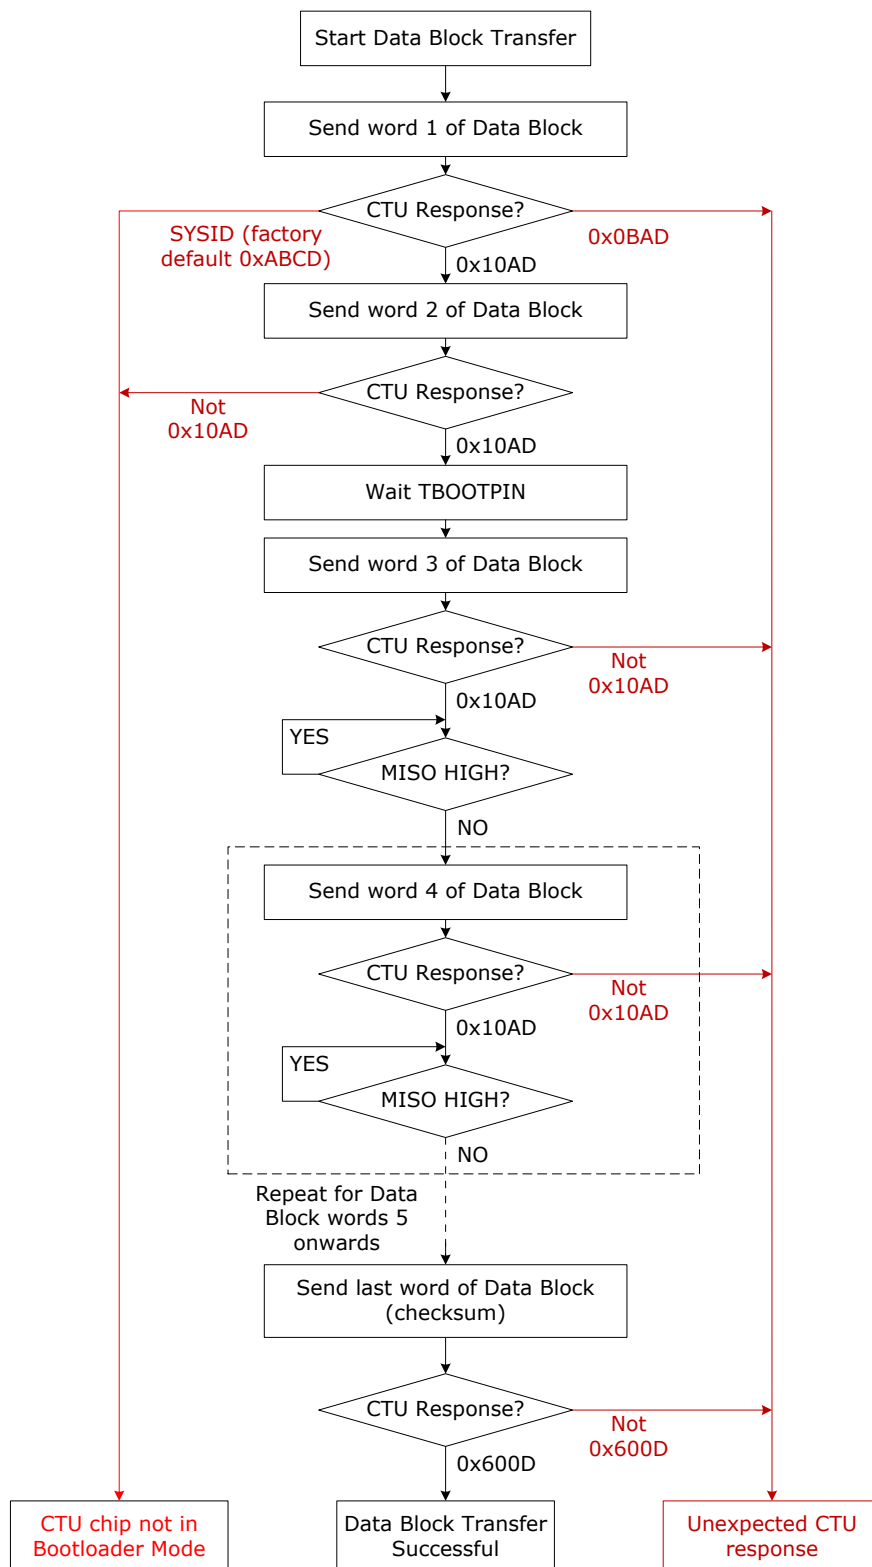 Start Data Block Transfer
Send word 1 of Data Block
CTU Response?
SYSID (factory
default 0xABCD)
0x0BAD
0x10AD
Send word 2 of Data Block
CTU Response?
Not
0x10AD
0x10AD
Wait TBOOTPIN
Send word 3 of Data Block
CTU Response?
Not
0x10AD
0x10AD
YES
MISO HIGH?
NO
Send word 4 of Data Block
CTU Response?
Not
0x10AD
0x10AD
YES
MISO HIGH?
NO
Repeat for Data
Block words 5
onwards
Send last word of Data Block
(checksum)
CTU Response?
Not
0x600D
0x600D
CTU chip not in
Bootloader Mode
Data Block Transfer
Successful
Unexpected CTU
response